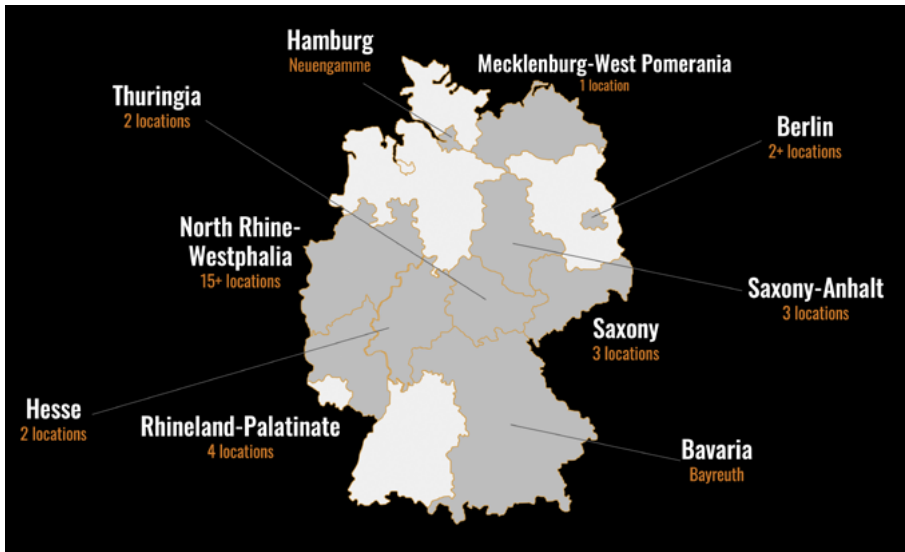 Hamburg
Neuengamme
Mecklenburg-West Pomerania
1 location
Thuringia
2 locations
Berlin
2+ locations
North Rhine-
Westphalia
15+ locations
Saxony-Anhalt
3 locations
Saxony
3 locations
Hesse
2 locations
Rhineland-Palatinate
4 locations
Bavaria
Bayreuth